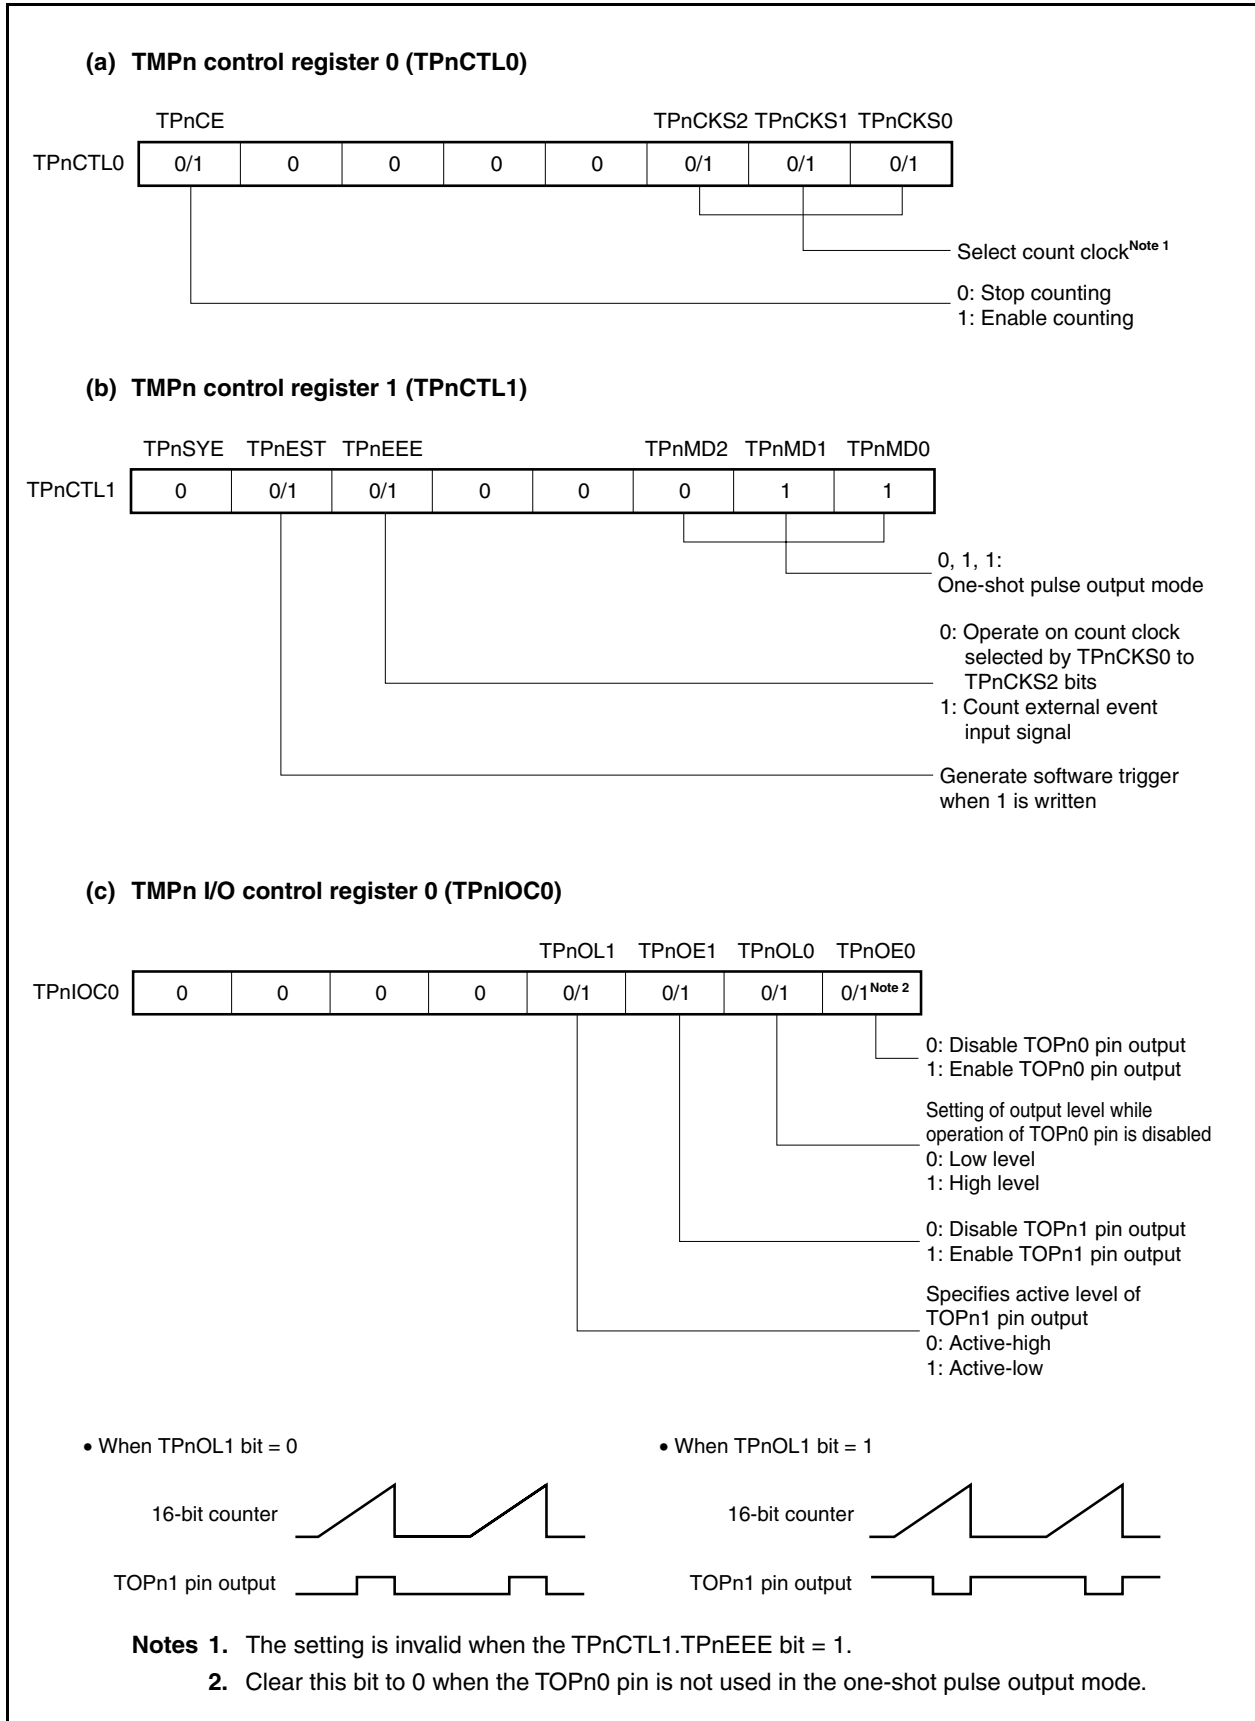 (a) TMPn control register 0 (TPnCTL0)
TPnCE TPnCKS2 TPnCKS1 TPnCKS0
TPnCTL0 0/1 0 0 0 0 0/1 0/1 0/1
Select count clock Note 1
0: Stop counting
1: Enable counting
(b) TMPn control register 1 (TPnCTL1)
TPnSYE TPnEST TPnEEE TPnMD2 TPnMD1 TPnMD0
TPnCTL1 0 0/1 0/1 0 0 0 1 1
0, 1, 1:
One-shot pulse output mode
0: Operate on count clock
selected by TPnCKS0 to
TPnCKS2 bits
1: Count external event
input signal
Generate software trigger
when 1 is written
(c) TMPn I/O control register 0 (TPnIOC0)
TPnOL1 TPnOE1 TPnOL0 TPnOE0
TPnIOC0 0 0 0 0 0/1 0/1 0/1 0/1 Note 2
0: Disable TOPn0 pin output
1: Enable TOPn0 pin output
Setting of output level while
operation of TOPn0 pin is disabled
0: Low level
1: High level
0: Disable TOPn1 pin output
1: Enable TOPn1 pin output
Specifies active level of
TOPn1 pin output
0: Active-high
1: Active-low
• When TPnOL1 bit = 0 • When TPnOL1 bit = 1
16-bit counter 16-bit counter
TOPn1 pin output TOPn1 pin output
Notes 1. The setting is invalid when the TPnCTL1.TPnEEE bit = 1.
2. Clear this bit to 0 when the TOPn0 pin is not used in the one-shot pulse output mode.